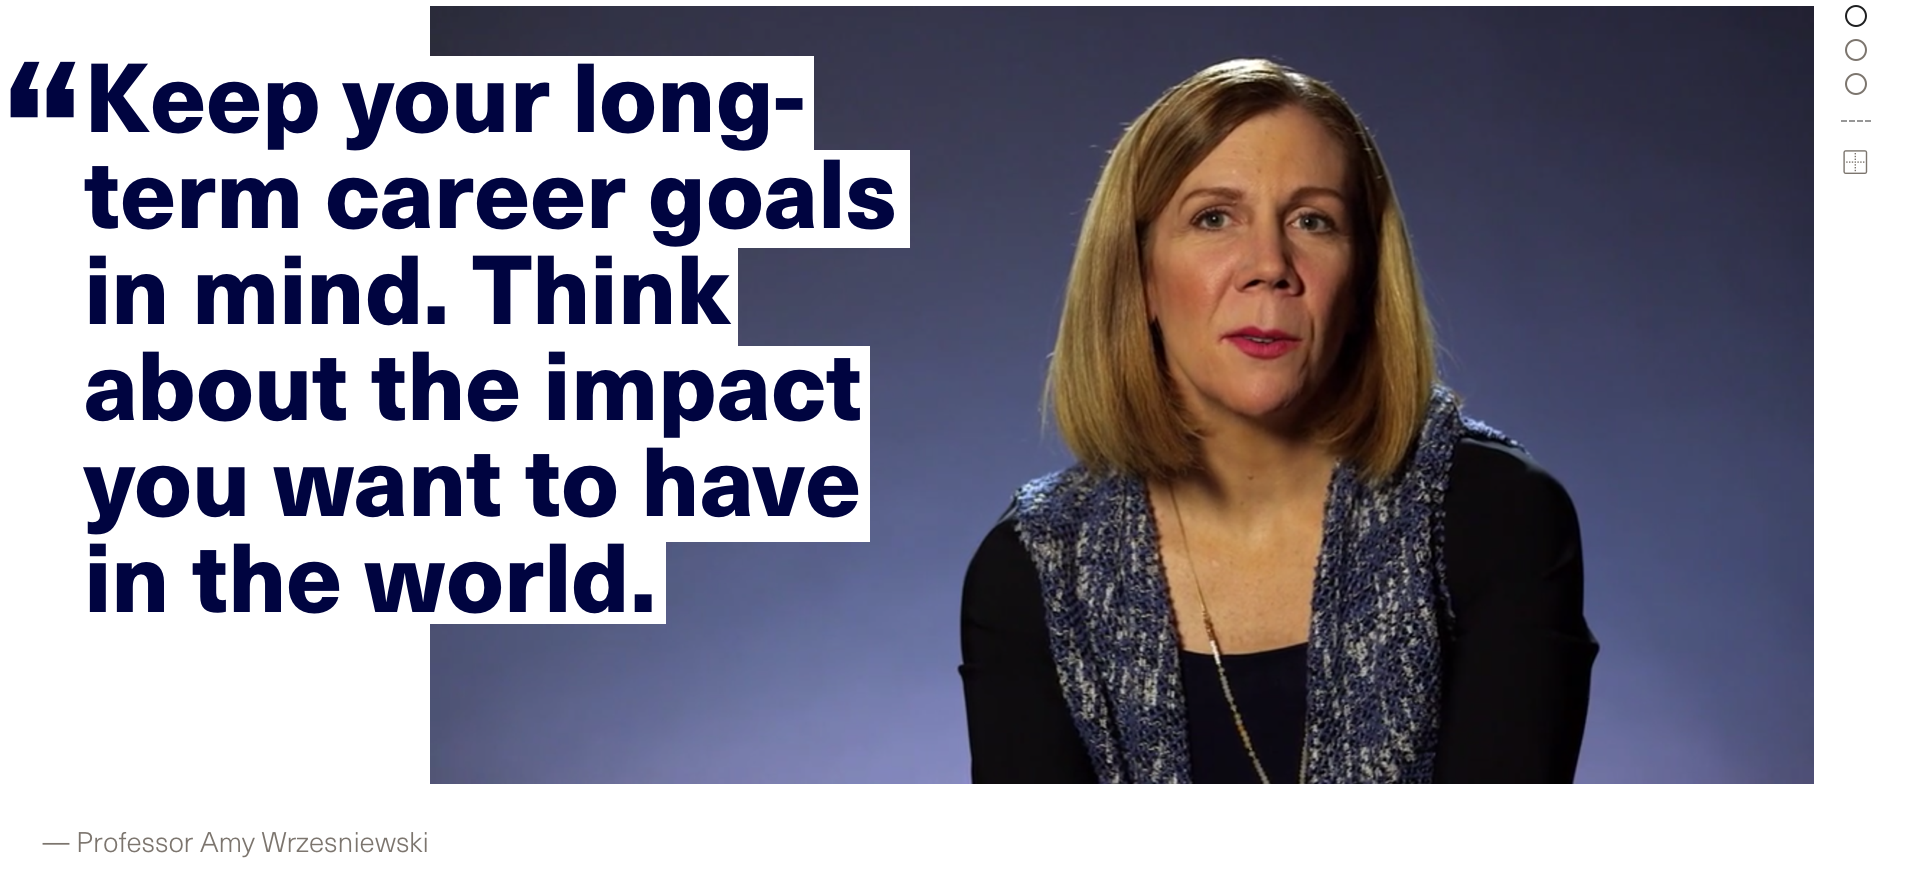 “Keep your long-
term career goals
in mind. Think
about the impact
you want to have
in the world.
— Professor Amy Wrzesniewski